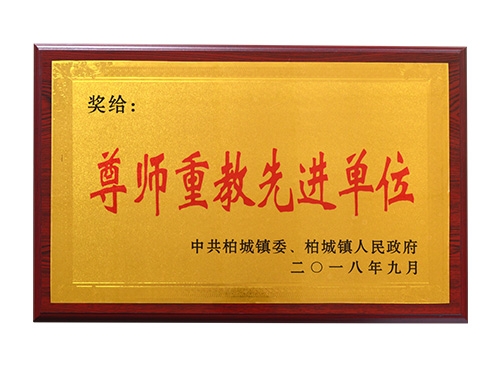 奖给：
尊师重教先进单位
中共柏城镇委、柏城镇人民政府
二〇一八年九月